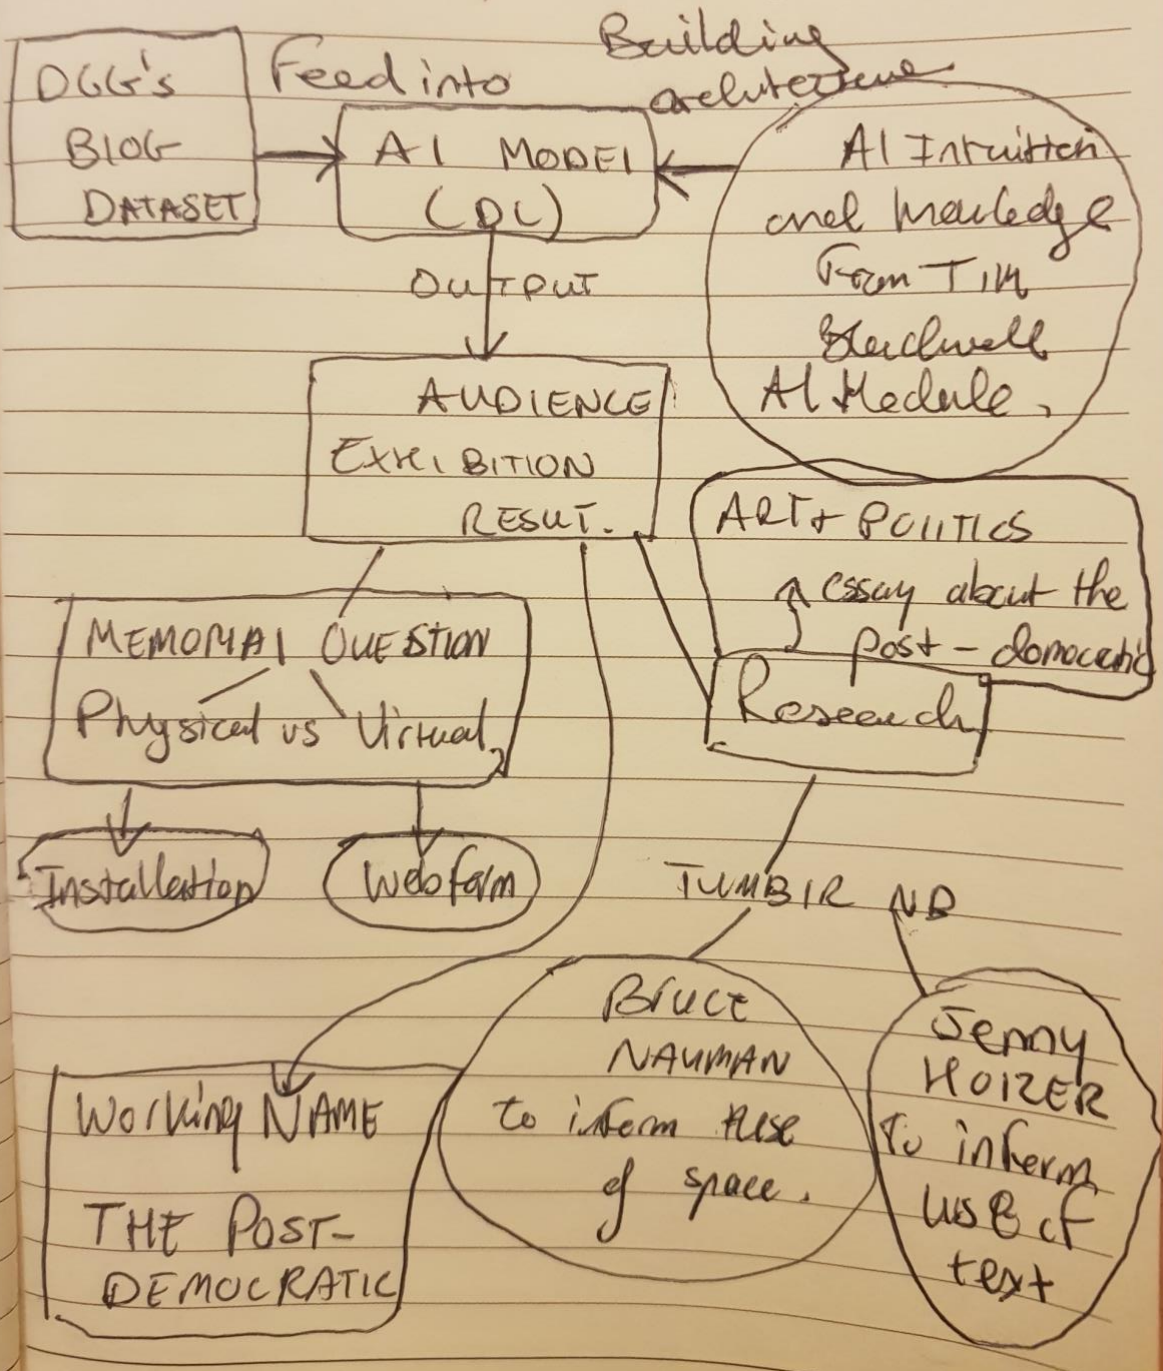 DGG's
BLOG
DATASET
Feed into
AI MODEL
(DL)
Building
architecture
AI Intuition
and knowledge
From Tim
Blackwell
AI Module.
OUTPUT
AUDIENCE
EXHIBITION
RESULT.
ART + POLITICS
essay about the
post-democratic
Research
MEMORIAL QUESTION
Physical vs Virtual
Installation
Web form
TUMBLR NB
Bruce
NAUMAN
to inform use
of space.
Jenny
HOLZER
To inform
use of
text
Working NAME
THE POST-
DEMOCRATIC